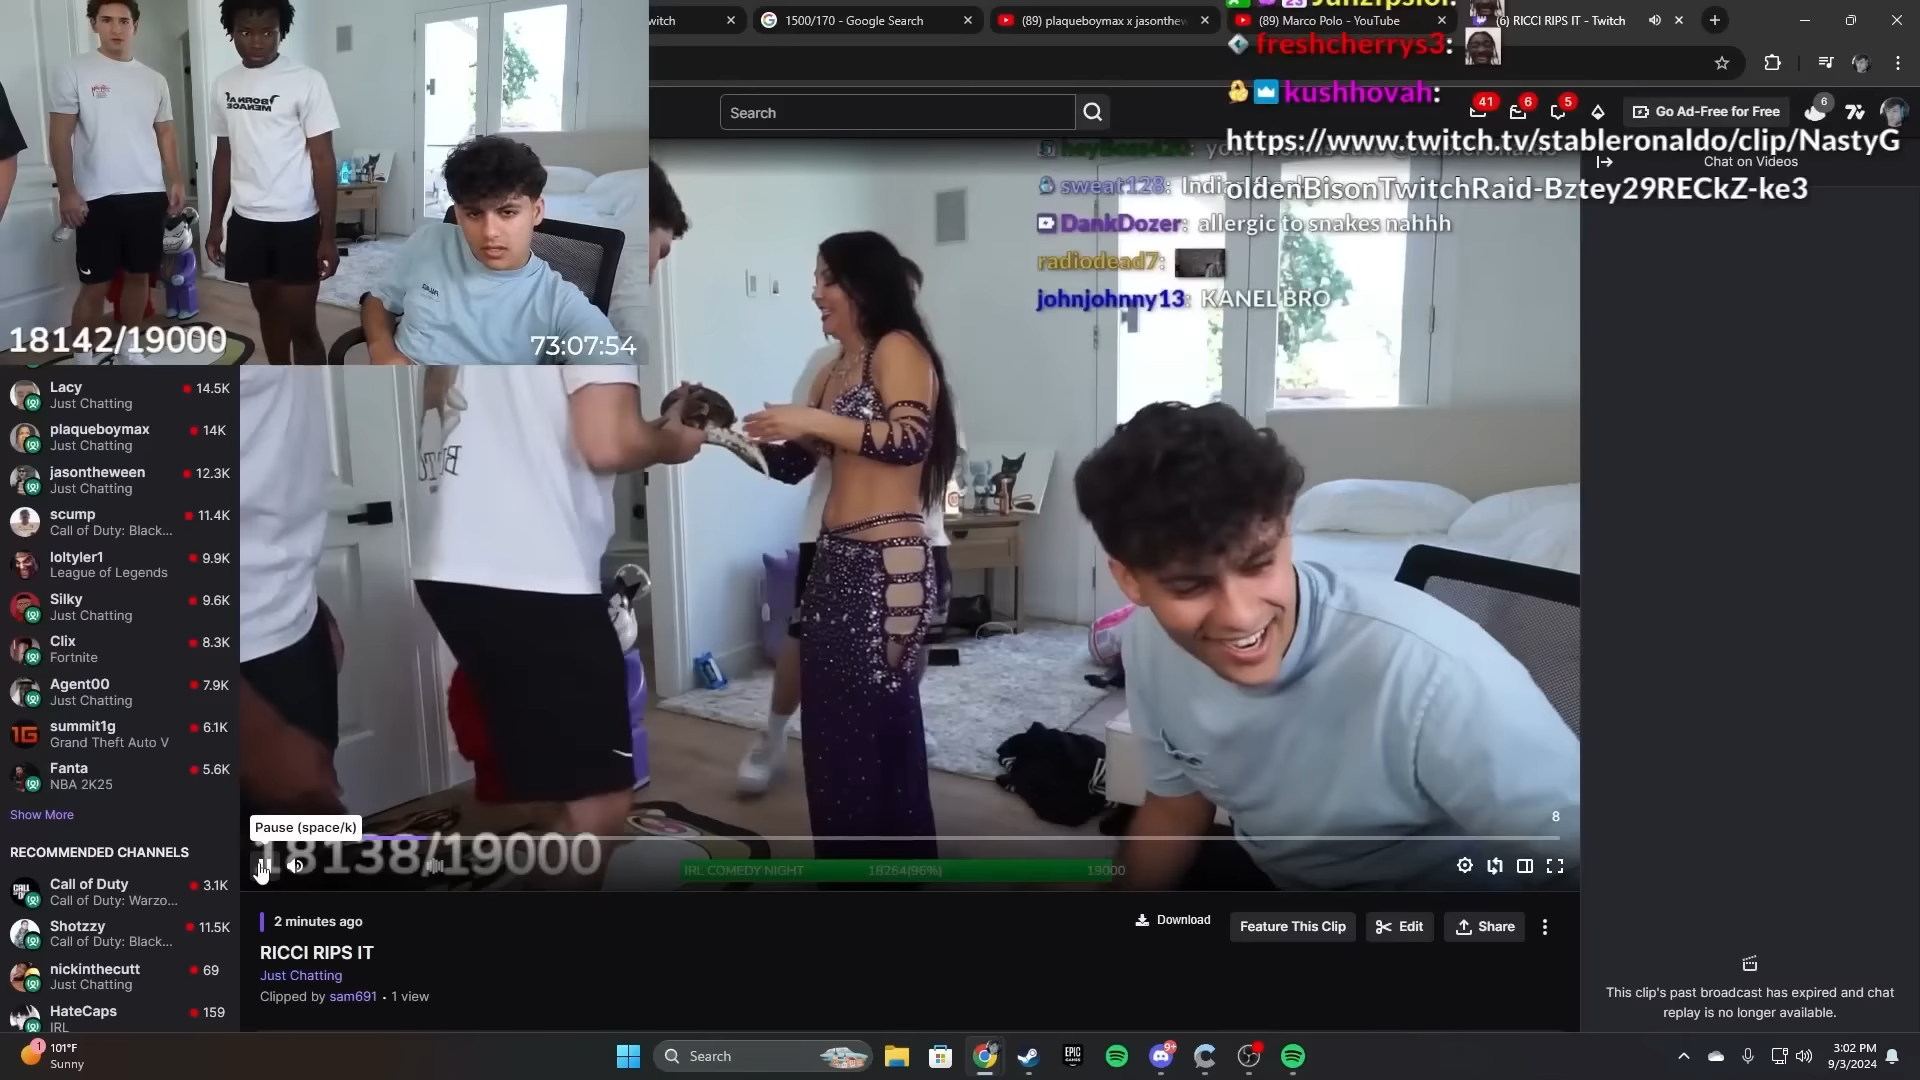 witch
1500/170 - Google Search
(89) plaqueboymax x jasonthew
(89) Marco Polo - YouTube
(6) RICCI RIPS IT - Twitch
freshcherrys3:
kushhovah:
https://www.twitch.tv/stableronaldo/clip/NastyG
oldenBisonTwitchRaid-Bztey29RECkZ-ke3
Search
41
6
5
Go Ad-Free for Free
6
Chat on Videos
sweat128:
DankDozer: allergic to snakes nahhh
radiodead7:
johnjohnny13: KANEL BRO
18142/19000
73:07:54
Lacy
14.5K
Just Chatting
plaqueboymax
14K
Just Chatting
jasontheween
12.3K
Just Chatting
scump
11.4K
Call of Duty: Black...
loltyler1
9.9K
League of Legends
Silky
9.6K
Just Chatting
Clix
8.3K
Fortnite
Agent00
7.9K
Just Chatting
summit1g
6.1K
Grand Theft Auto V
Fanta
5.6K
NBA 2K25
Show More
RECOMMENDED CHANNELS
Call of Duty
3.1K
Call of Duty: Warzo...
Shotzzy
11.5K
Call of Duty: Black...
nickinthecutt
69
Just Chatting
HateCaps
159
IRL
Pause (space/k)
8
18138/19000
IRL COMEDY NIGHT
18264(96%)
19000
2 minutes ago
RICCI RIPS IT
Just Chatting
Clipped by sam691 • 1 view
Download
Feature This Clip
Edit
Share
This clip's past broadcast has expired and chat
replay is no longer available.
1
101°F
Sunny
Search
EPIC
GAMES
9+
3:02 PM
9/3/2024